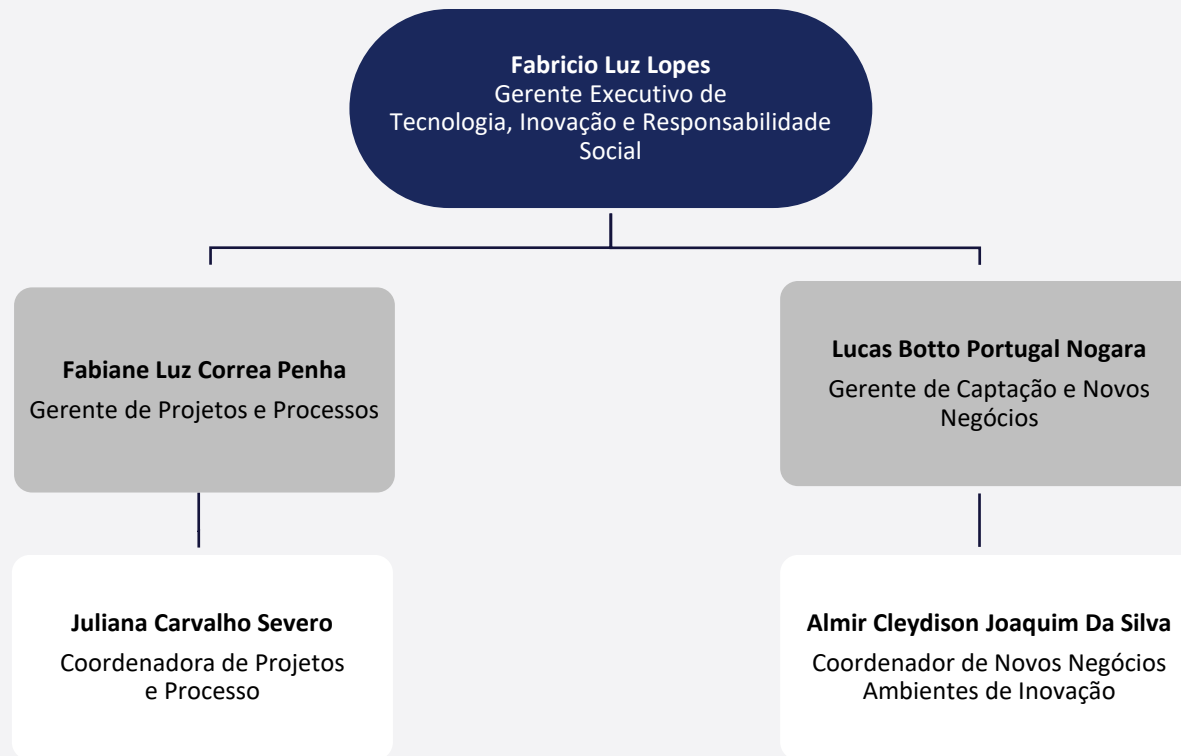 Fabricio Luz Lopes
Gerente Executivo de
Tecnologia, Inovação e Responsabilidade
Social
Fabiane Luz Correa Penha
Gerente de Projetos e Processos
Lucas Botto Portugal Nogara
Gerente de Captação e Novos
Negócios
Juliana Carvalho Severo
Coordenadora de Projetos
e Processo
Almir Cleydison Joaquim Da Silva
Coordenador de Novos Negócios
Ambientes de Inovação